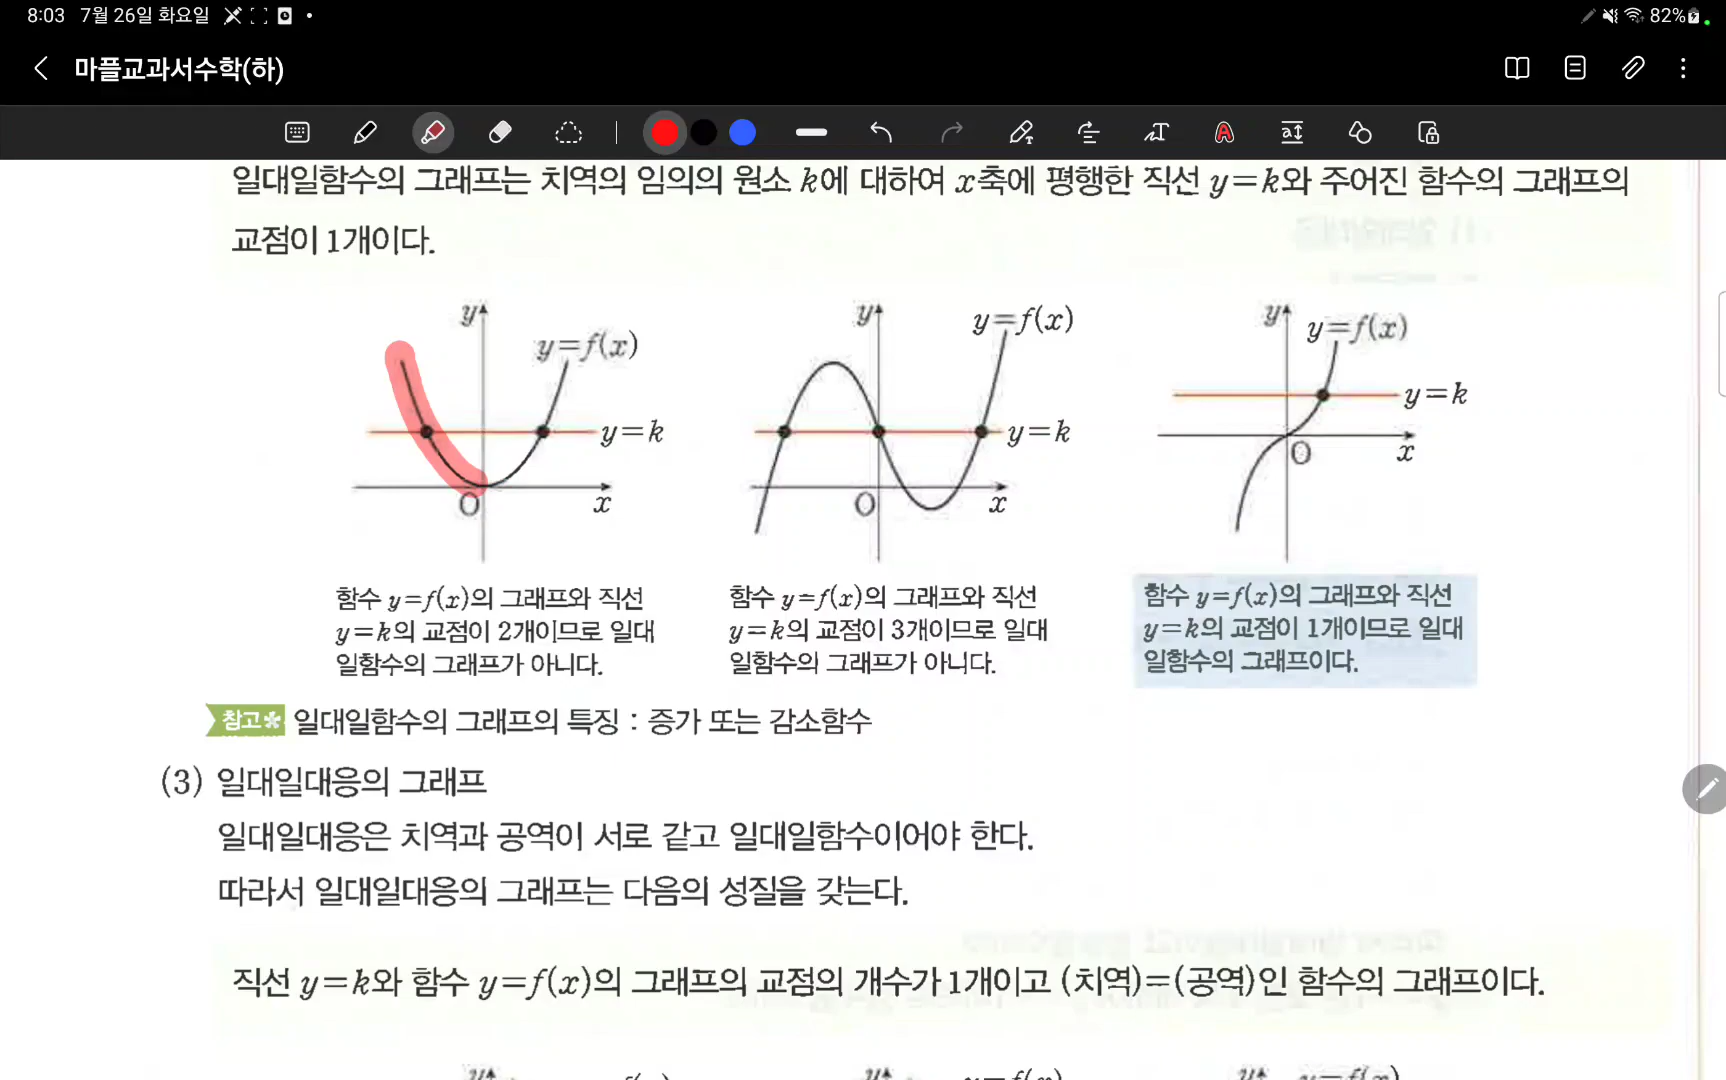 8:03 7월 26일 화요일
82%
마플교과서수학(하)
일대일함수의 그래프는 치역의 임의의 원소 k에 대하여 x축에 평행한 직선 y=k와 주어진 함수의 그래프의
교점이 1개이다.
y
y=f(x)
y=k
O
x
y
y=f(x)
y=k
O
x
y
y=f(x)
y=k
O
x
함수 y=f(x)의 그래프와 직선
y=k의 교점이 2개이므로 일대
일함수의 그래프가 아니다.
함수 y=f(x)의 그래프와 직선
y=k의 교점이 3개이므로 일대
일함수의 그래프가 아니다.
함수 y=f(x)의 그래프와 직선
y=k의 교점이 1개이므로 일대
일함수의 그래프이다.
참고 일대일함수의 그래프의 특징 : 증가 또는 감소함수
(3) 일대일대응의 그래프
일대일대응은 치역과 공역이 서로 같고 일대일함수이어야 한다.
따라서 일대일대응의 그래프는 다음의 성질을 갖는다.
직선 y=k와 함수 y=f(x)의 그래프의 교점의 개수가 1개이고 (치역)=(공역)인 함수의 그래프이다.